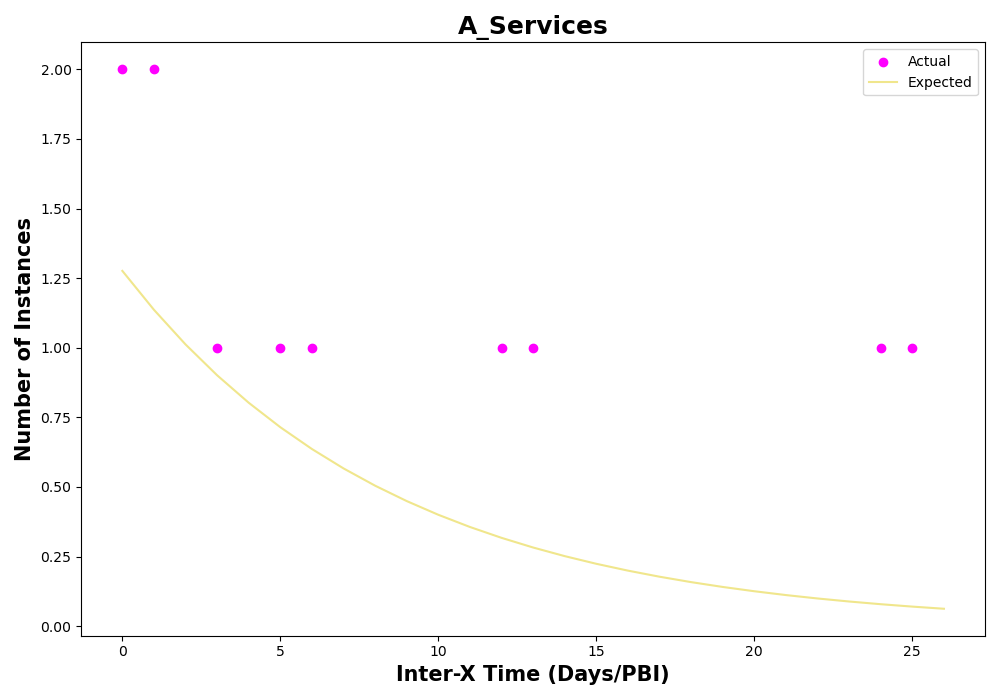 A_Services
Actual
Expected
2.00
1.75
1.50
1.25
1.00
0.75
0.50
0.25
0.00
Number of Instances
0 5 10 15 20 25
Inter-X Time (Days/PBI)